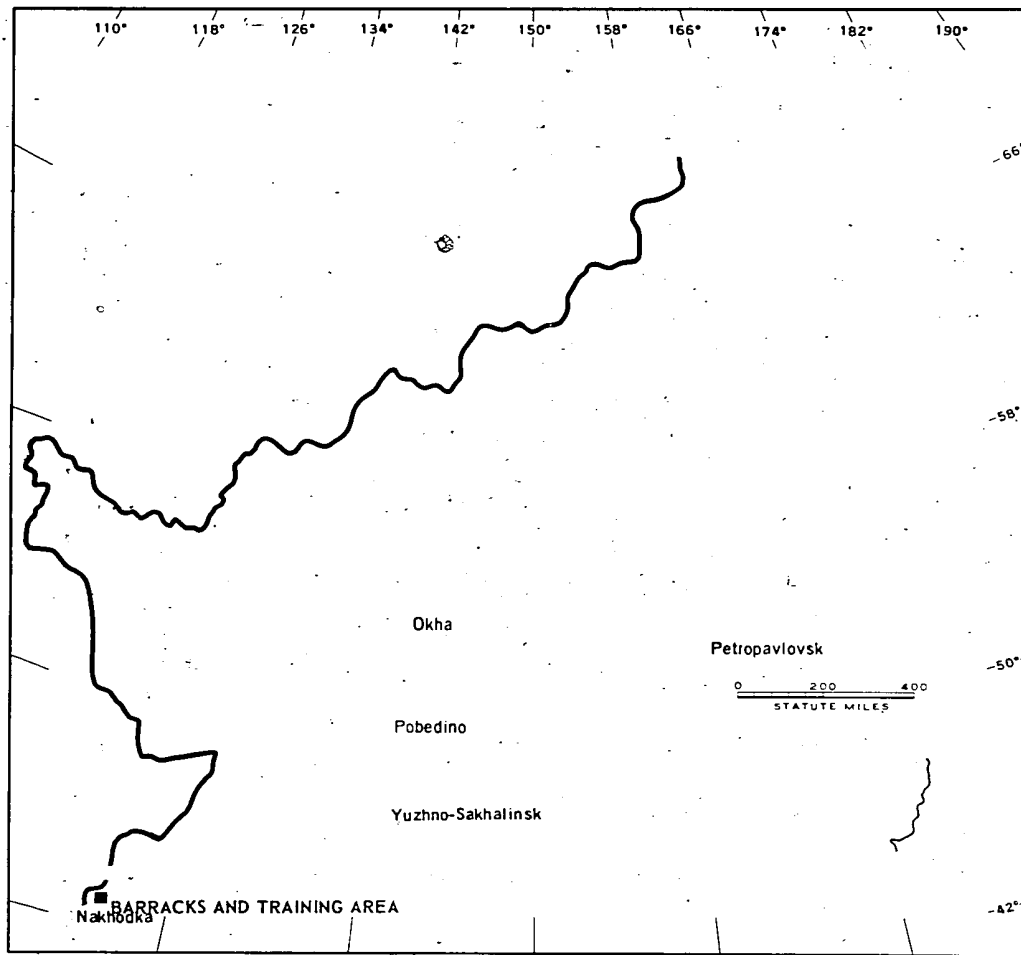 110° 118° 126° 134° 142° 150° 158° 166° 174° 182° 190°
66°
58°
Okha
Petropavlovsk
50°
0 200 400
STATUTE MILES
Pobedino
Yuzhno-Sakhalinsk
BARRACKS AND TRAINING AREA
Nakhodka
42°